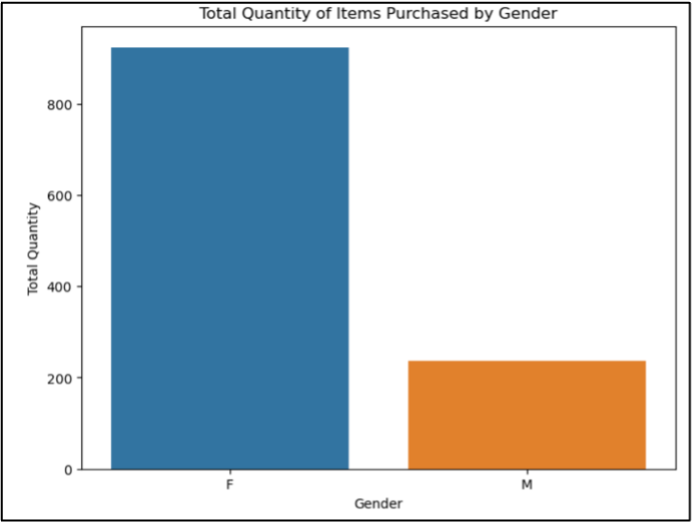 Total Quantity of Items Purchased by Gender
Total Quantity
800
600
400
200
0
F
M
Gender